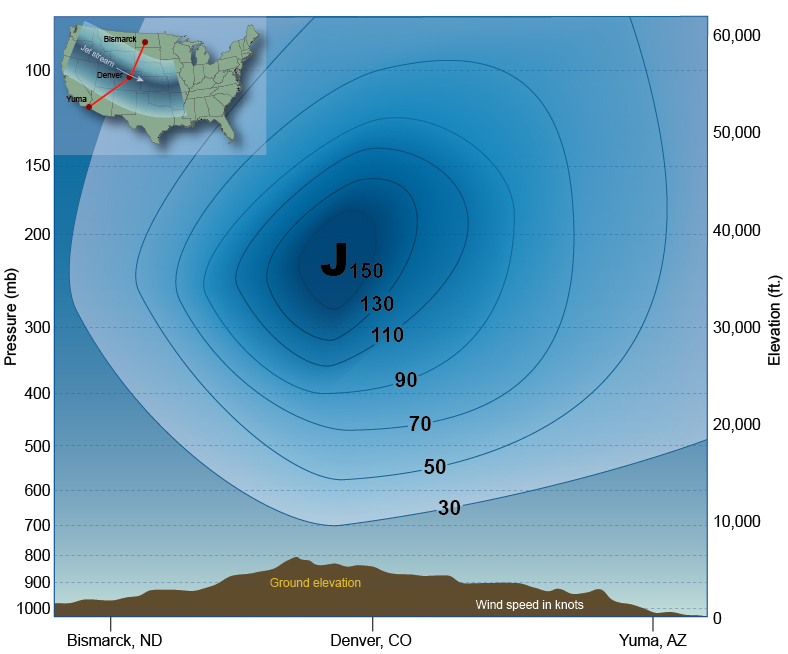 Bismarck
Jet stream
Denver
Yuma
Pressure (mb)
100
150
200
300
400
500
600
700
800
900
1000
60,000
50,000
40,000
30,000
20,000
10,000
0
Elevation (ft.)
J
150
130
110
90
70
50
30
Ground elevation
Wind speed in knots
Bismarck, ND
Denver, CO
Yuma, AZ